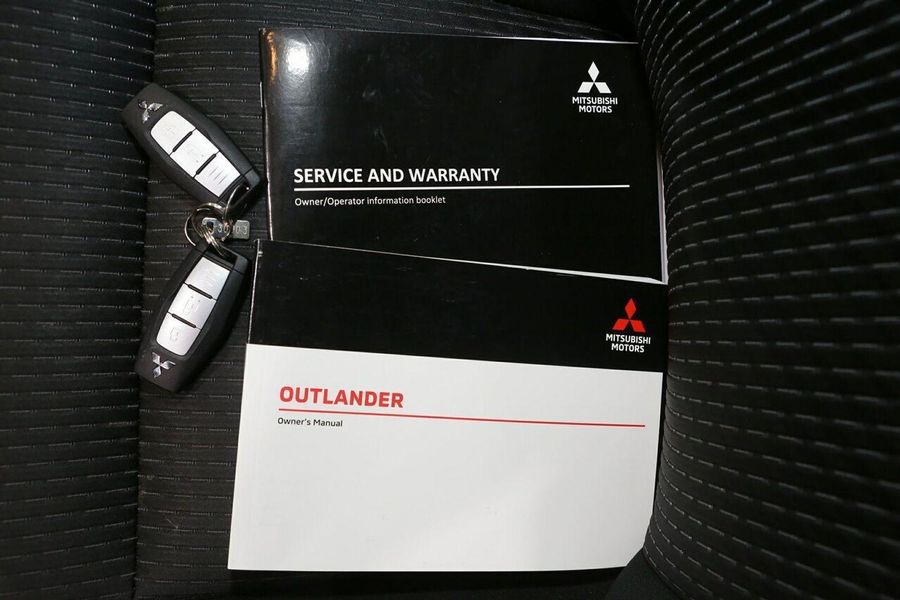 MITSUBISHI
MOTORS
SERVICE AND WARRANTY
Owner/Operator information booklet
MITSUBISHI
MOTORS
OUTLANDER
Owner's Manual